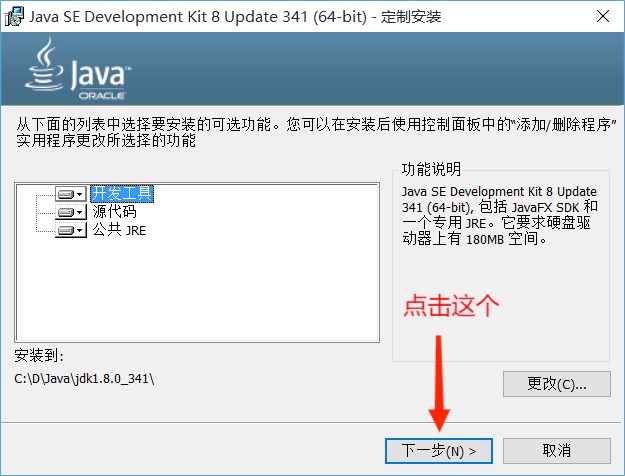 Java SE Development Kit 8 Update 341 (64-bit) - 定制安装
Java™
ORACLE
从下面的列表中选择要安装的可选功能。您可以在安装后使用控制面板中的“添加/删除程序”
实用程序更改所选择的功能
开发工具
源代码
公共 JRE
功能说明
Java SE Development Kit 8 Update
341 (64-bit), 包括 JavaFX SDK 和
一个专用 JRE。它要求硬盘驱
动器上有 180MB 空间。
点击这个
安装到:
C:\D\Java\jdk1.8.0_341\
更改(C)...
下一步(N) >
取消